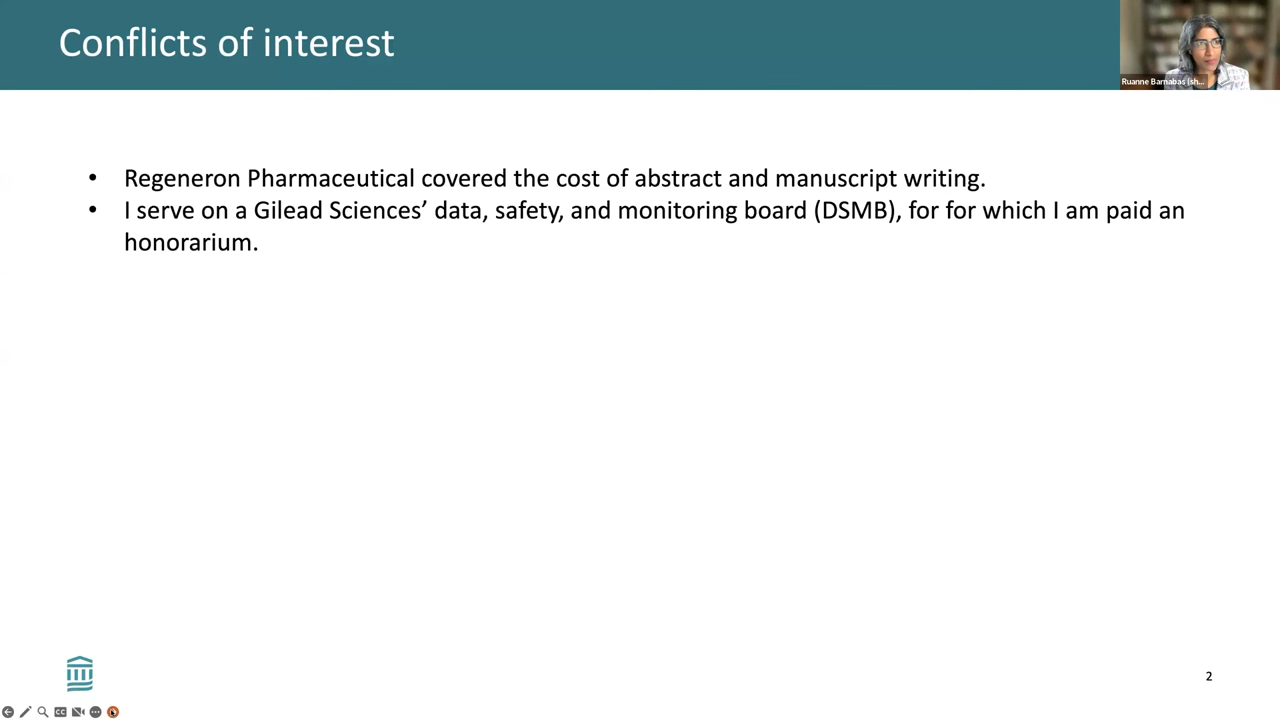 Conflicts of interest
Ruanne Barnabas (sh...
• Regeneron Pharmaceutical covered the cost of abstract and manuscript writing.
• I serve on a Gilead Sciences’ data, safety, and monitoring board (DSMB), for for which I am paid an
honorarium.
2
CC